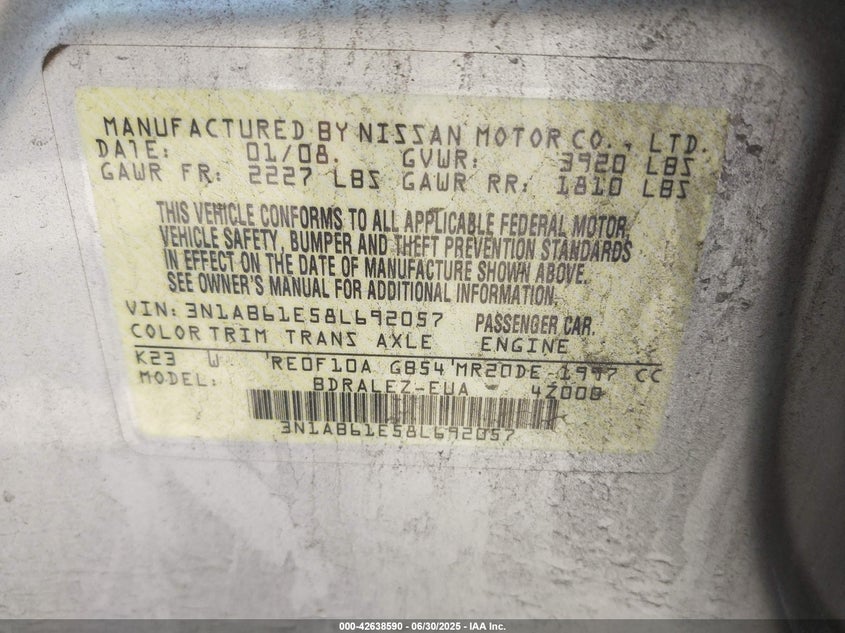 MANUFACTURED BY NISSAN MOTOR CO., LTD.
DATE: 01/08. GVWR: 3920 LBS
GAWR FR: 2227 LBS GAWR RR: 1810 LBS
THIS VEHICLE CONFORMS TO ALL APPLICABLE FEDERAL MOTOR
VEHICLE SAFETY, BUMPER AND THEFT PREVENTION STANDARDS
IN EFFECT ON THE DATE OF MANUFACTURE SHOWN ABOVE.
SEE OWNER'S MANUAL FOR ADDITIONAL INFORMATION.
VIN: 3N1AB61E58L692057 PASSENGER CAR.
COLOR TRIM TRANS AXLE ENGINE
K23 W RE0F10A GB54 MR20DE 1997 CC
MODEL: BDRALEZ-EUA 4Z000
3N1AB61E58L692057
000-42638590 - 06/30/2025 - IAA Inc.